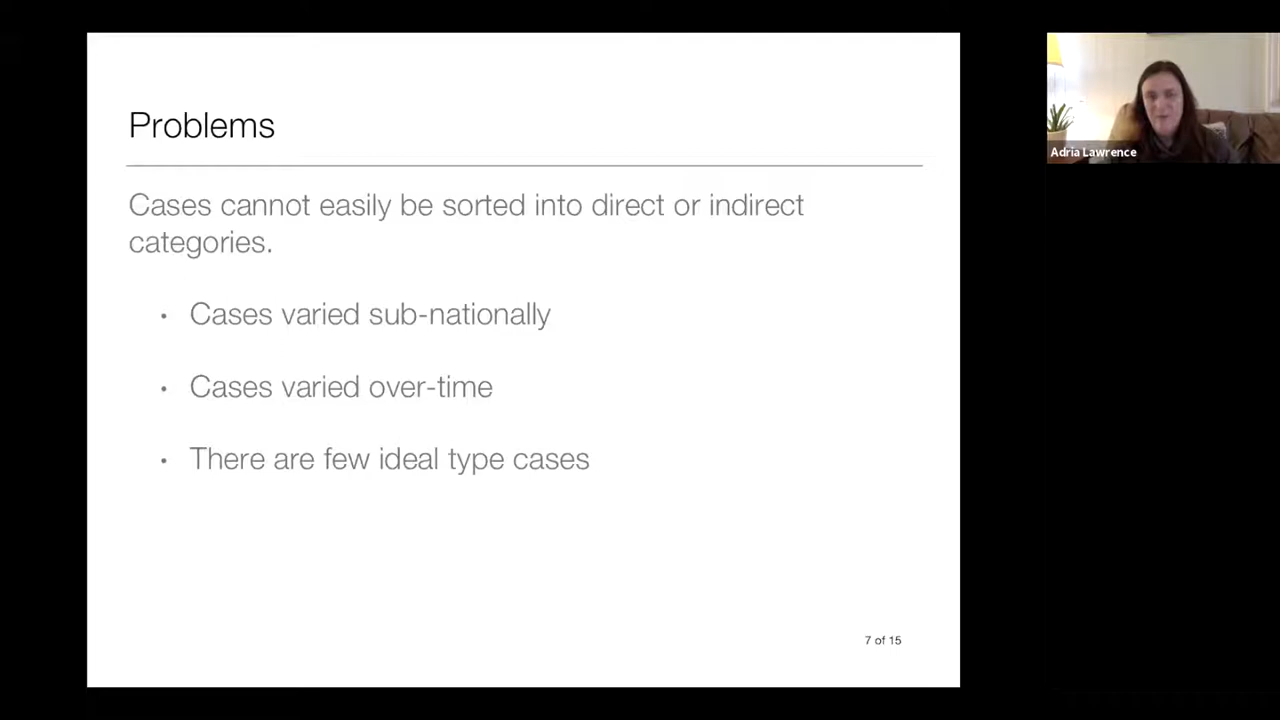 Problems
Cases cannot easily be sorted into direct or indirect
categories.
• Cases varied sub-nationally
• Cases varied over-time
• There are few ideal type cases
7 of 15
Adria Lawrence